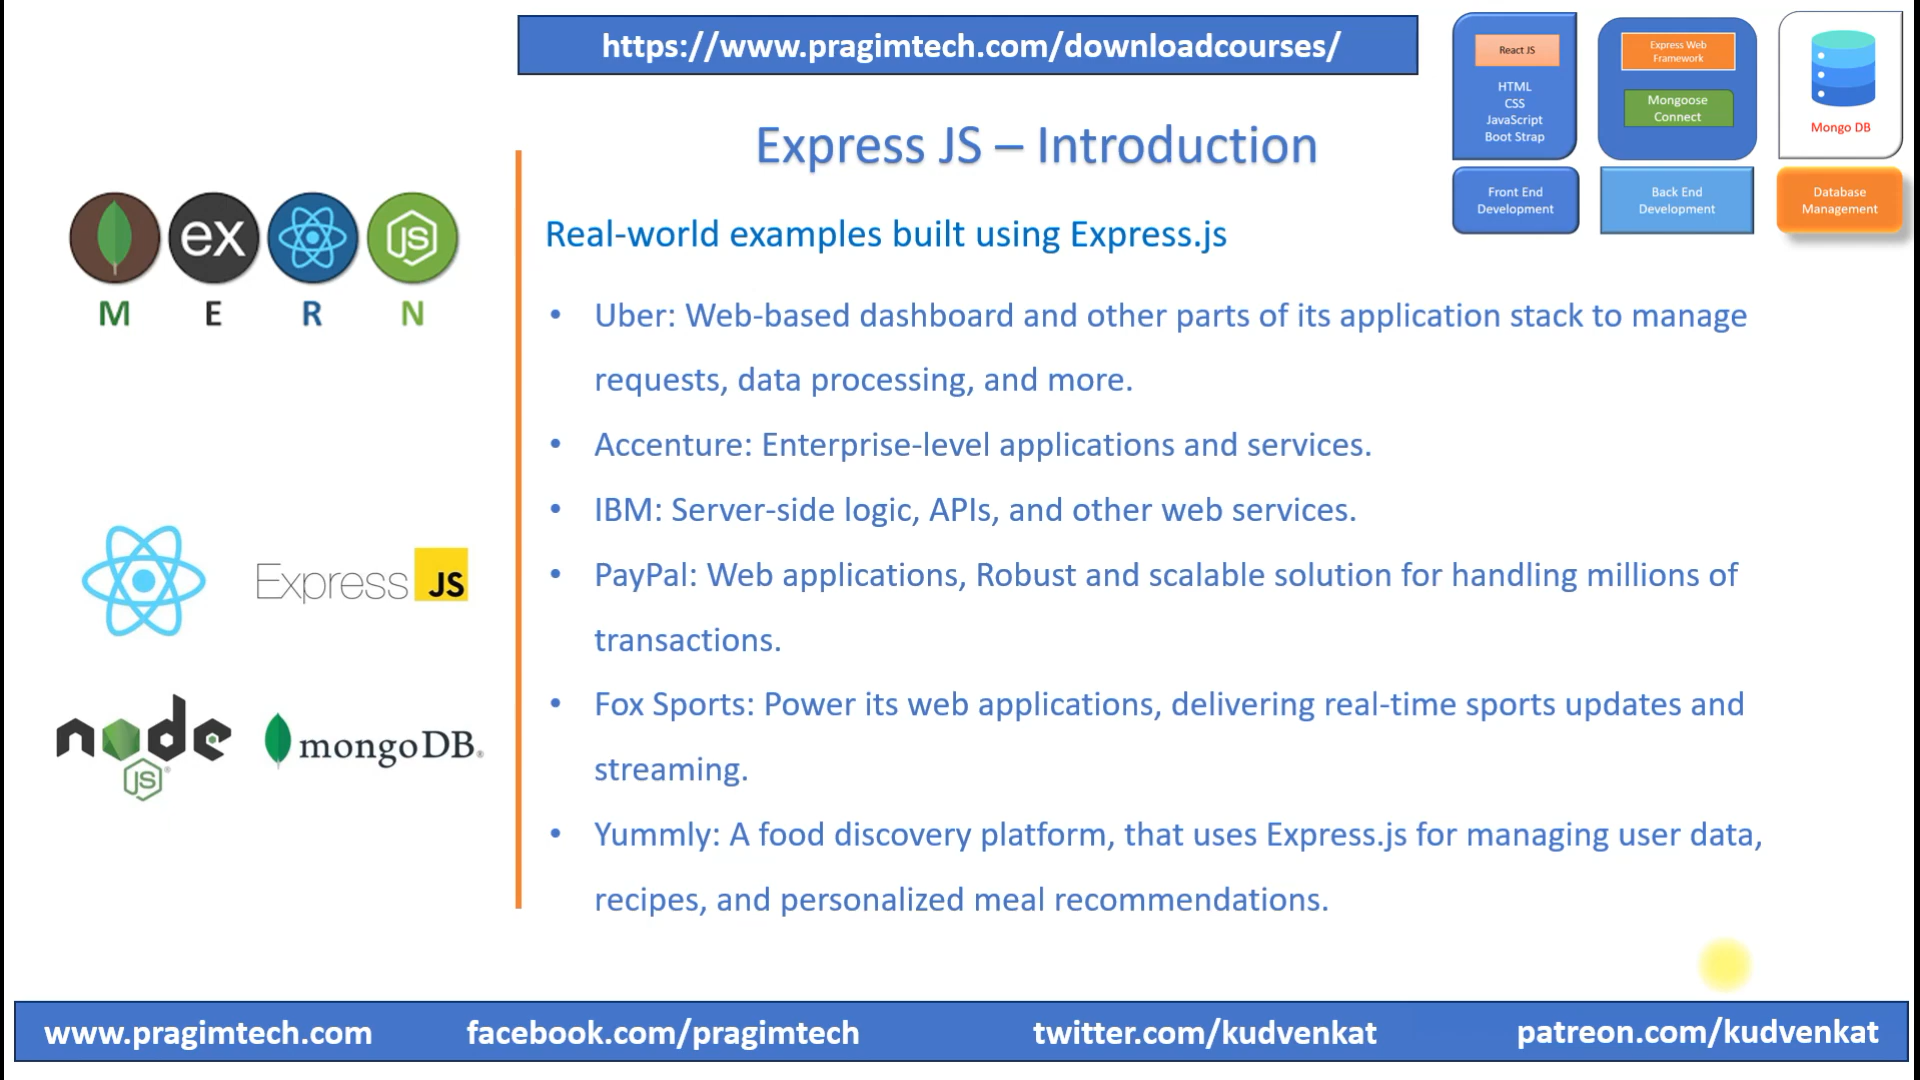 https://www.pragimtech.com/downloadcourses/
React JS
HTML
CSS
JavaScript
Boot Strap
Front End
Development
Express Web
Framework
Mongoose
Connect
Back End
Development
Mongo DB
Database
Management
Express JS – Introduction
ex
JS
M E R N
Express JS
node
JS
mongoDB®
Real-world examples built using Express.js
• Uber: Web-based dashboard and other parts of its application stack to manage
requests, data processing, and more.
• Accenture: Enterprise-level applications and services.
• IBM: Server-side logic, APIs, and other web services.
• PayPal: Web applications, Robust and scalable solution for handling millions of
transactions.
• Fox Sports: Power its web applications, delivering real-time sports updates and
streaming.
• Yummly: A food discovery platform, that uses Express.js for managing user data,
recipes, and personalized meal recommendations.
www.pragimtech.com facebook.com/pragimtech twitter.com/kudvenkat patreon.com/kudvenkat